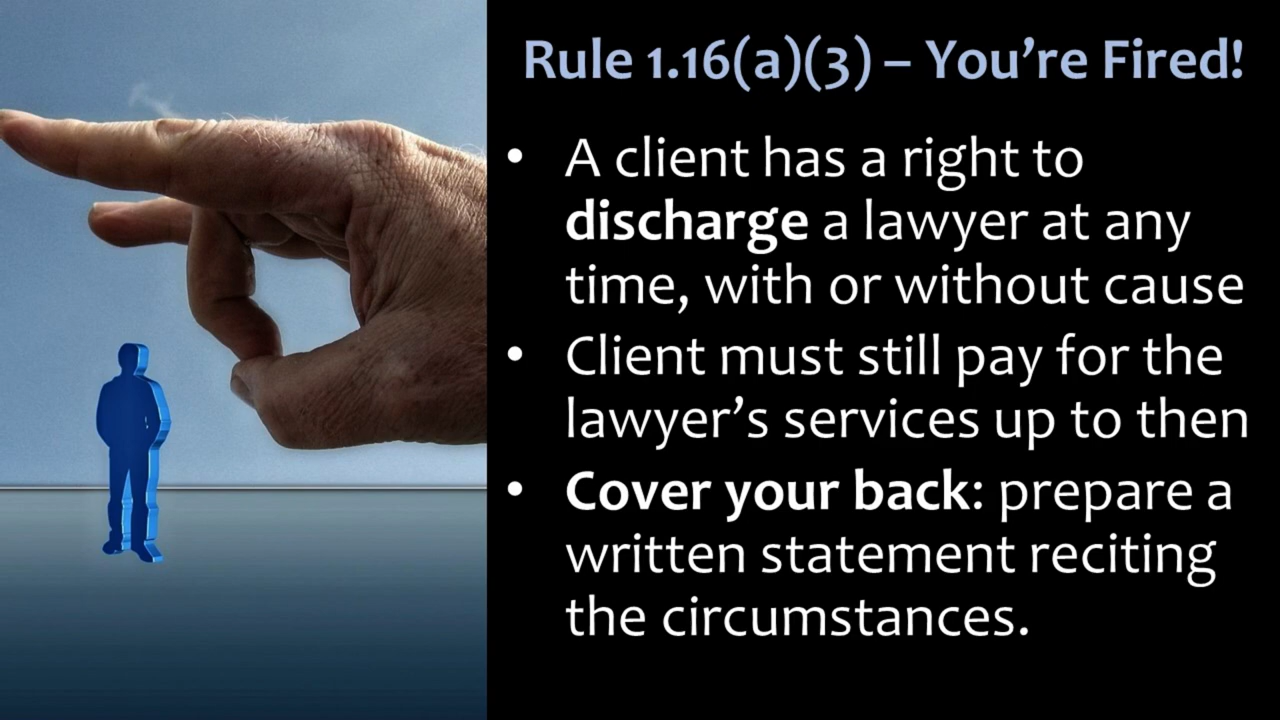 Rule 1.16(a)(3) – You’re Fired!
• A client has a right to
discharge a lawyer at any
time, with or without cause
• Client must still pay for the
lawyer’s services up to then
• Cover your back: prepare a
written statement reciting
the circumstances.